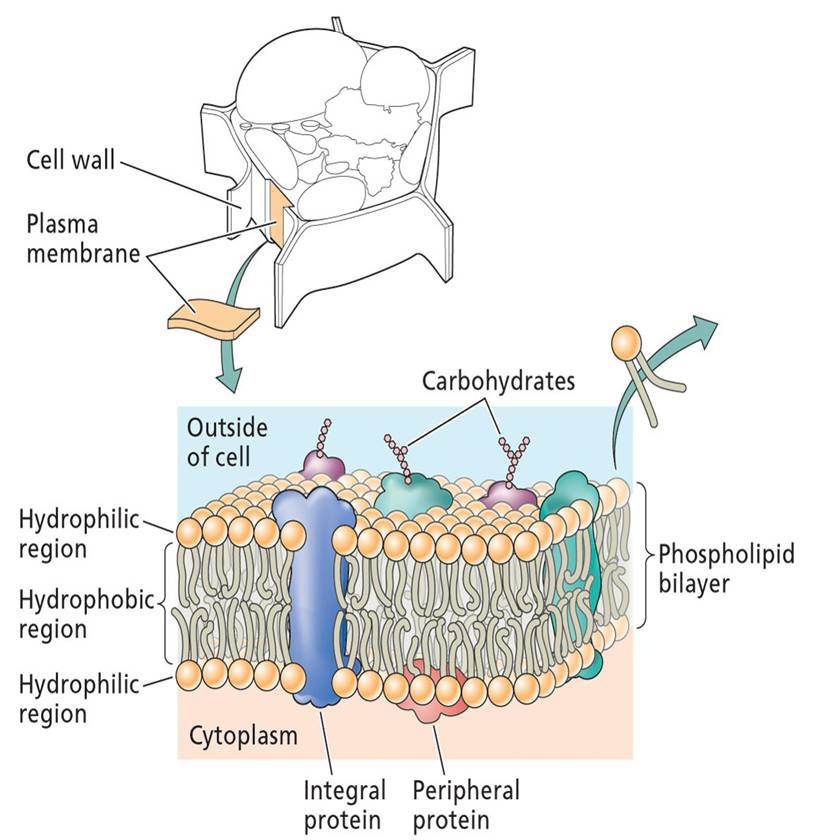 Cell wall
Plasma
membrane
Carbohydrates
Outside
of cell
Hydrophilic
region
Hydrophobic
region
Hydrophilic
region
Phospholipid
bilayer
Cytoplasm
Integral
protein
Peripheral
protein